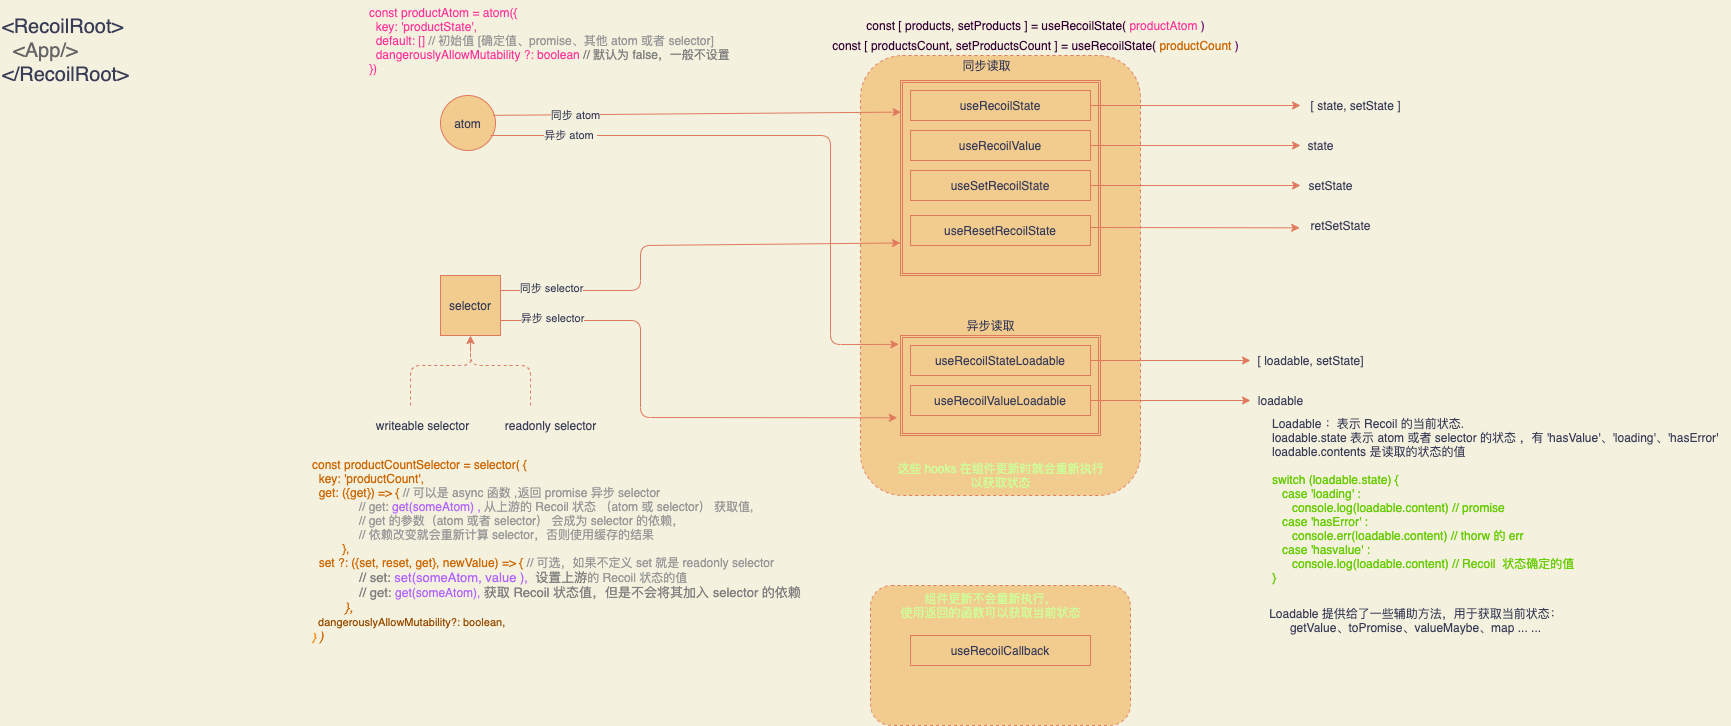 <RecoilRoot>
<App/>
</RecoilRoot>
const productAtom = atom({
key: 'productState',
default: [] // 初始值 [确定值、promise、其他 atom 或者 selector]
dangerouslyAllowMutability ?: boolean // 默认为 false，一般不设置
})
const [ products, setProducts ] = useRecoilState( productAtom )
const [ productsCount, setProductsCount ] = useRecoilState( productCount )
同步读取
atom
同步 atom
异步 atom
useRecoilState
[ state, setState ]
useRecoilValue
state
useSetRecoilState
setState
useResetRecoilState
retSetState
selector
同步 selector
异步 selector
writeable selector
readonly selector
异步读取
useRecoilStateLoadable
[ loadable, setState]
useRecoilValueLoadable
loadable
这些 hooks 在组件更新时就会重新执行
以获取状态
Loadable ：表示 Recoil 的当前状态.
loadable.state 表示 atom 或者 selector 的状态 ，有 'hasValue'、'loading'、'hasError'
loadable.contents 是读取的状态的值
switch (loadable.state) {
case 'loading' :
console.log(loadable.content) // promise
case 'hasError' :
console.err(loadable.content) // thorw 的 err
case 'hasvalue' :
console.log(loadable.content) // Recoil 状态确定的值
}
Loadable 提供给了一些辅助方法，用于获取当前状态：
getValue、toPromise、valueMaybe、map ... ...
const productCountSelector = selector( {
key: 'productCount',
get: ({get}) => { // 可以是 async 函数 ,返回 promise 异步 selector
// get: get(someAtom) , 从上游的 Recoil 状态 （atom 或 selector） 获取值,
// get 的参数（atom 或者 selector） 会成为 selector 的依赖，
// 依赖改变就会重新计算 selector，否则使用缓存的结果
},
set ?: ({set, reset, get}, newValue) => { // 可选，如果不定义 set 就是 readonly selector
// set: set(someAtom, value )，设置上游的 Recoil 状态的值
// get: get(someAtom), 获取 Recoil 状态值，但是不会将其加入 selector 的依赖
},
dangerouslyAllowMutability?: boolean,
} )
组件更新不会重新执行，
使用返回的函数可以获取当前状态
useRecoilCallback